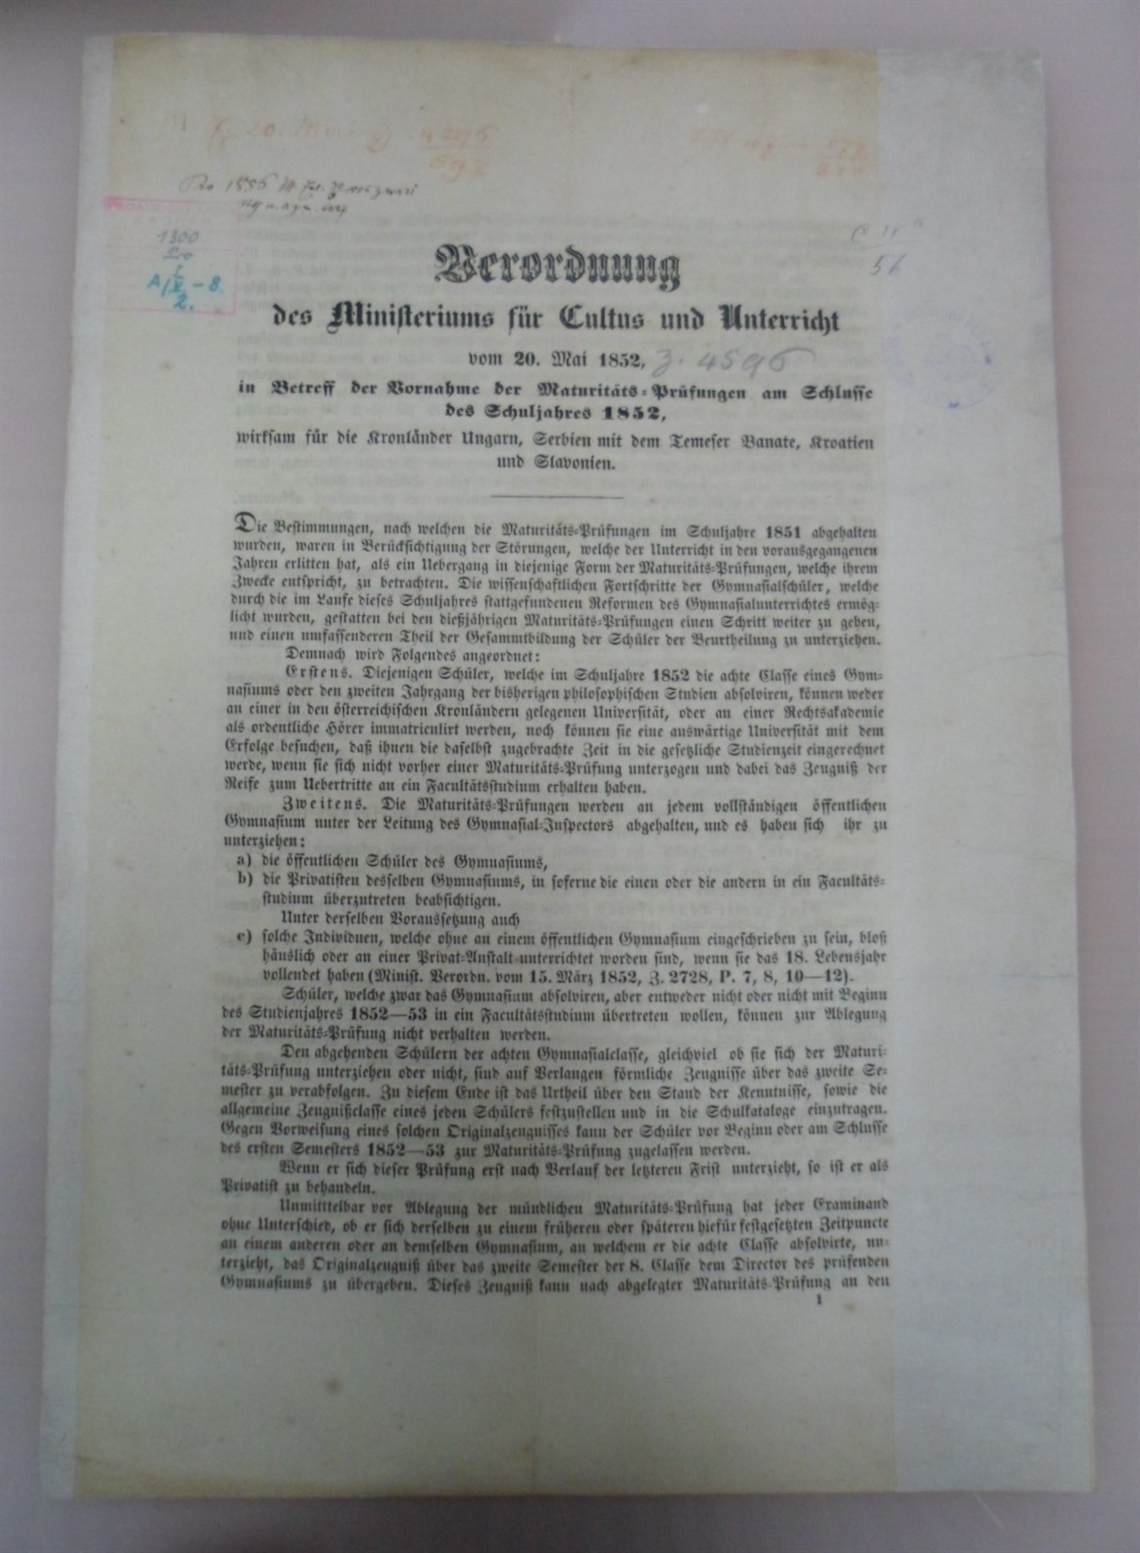 M Z. 20. Mai 4596
597
1856
1300
A/X - 8.
2.
C 11
56
Verordnung
des Ministeriums für Cultus und Unterricht
vom 20. Mai 1852, Z. 4596
in Betreff der Vornahme der Maturitäts-Prüfungen am Schlusse
des Schuljahres 1852,
wirksam für die Kronländer Ungarn, Serbien mit dem Temeser Banate, Kroatien
und Slavonien.
Die Bestimmungen, nach welchen die Maturitäts-Prüfungen im Schuljahre 1851 abgehalten
wurden, waren in Berücksichtigung der Störungen, welche der Unterricht in den vorausgegangenen
Jahren erlitten hat, als ein Uebergang in diejenige Form der Maturitäts-Prüfungen, welche ihrem
Zwecke entspricht, zu betrachten. Die wissenschaftlichen Fortschritte der Gymnasialschüler, welche
durch die im Laufe dieses Schuljahres stattgefundenen Reformen des Gymnasialunterrichtes ermög-
licht wurden, gestatten bei den dießjährigen Maturitäts-Prüfungen einen Schritt weiter zu gehen,
und einen umfassenderen Theil der Gesammtbildung der Schüler der Beurtheilung zu unterziehen.
Demnach wird Folgendes angeordnet:
Erstens. Diejenigen Schüler, welche im Schuljahre 1852 die achte Classe eines Gym-
nasiums oder den zweiten Jahrgang der bisherigen philosophischen Studien absolviren, können weder
an einer in den österreichischen Kronländern gelegenen Universität, oder an einer Rechtsakademie
als ordentliche Hörer immatriculirt werden, noch können sie eine auswärtige Universität mit dem
Erfolge besuchen, daß ihnen die daselbst zugebrachte Zeit in die gesetzliche Studienzeit eingerechnet
werde, wenn sie sich nicht vorher einer Maturitäts-Prüfung unterzogen und dabei das Zeugniß der
Reife zum Uebertritte an ein Facultätsstudium erhalten haben.
Zweitens. Die Maturitäts-Prüfungen werden an jedem vollständigen öffentlichen
Gymnasium unter der Leitung des Gymnasial-Inspectors abgehalten, und es haben sich ihr zu
unterziehen:
a) die öffentlichen Schüler des Gymnasiums,
b) die Privatisten desselben Gymnasiums, in soferne die einen oder die andern in ein Facultäts-
studium überzutreten beabsichtigen.
Unter derselben Voraussetzung auch
c) solche Individuen, welche ohne an einem öffentlichen Gymnasium eingeschrieben zu sein, bloß
häuslich oder an einer Privat-Anstalt unterrichtet worden sind, wenn sie das 18. Lebensjahr
vollendet haben (Minist. Verordn. vom 15. März 1852, Z. 2728, P. 7, 8, 10—12).
Schüler, welche zwar das Gymnasium absolviren, aber entweder nicht oder nicht mit Beginn
des Studienjahres 1852—53 in ein Facultätsstudium übertreten wollen, können zur Ablegung
der Maturitäts-Prüfung nicht verhalten werden.
Den abgehenden Schülern der achten Gymnasialclasse, gleichviel ob sie sich der Maturi-
täts-Prüfung unterziehen oder nicht, sind auf Verlangen förmliche Zeugnisse über das zweite Se-
mester zu verabfolgen. Zu diesem Ende ist das Urtheil über den Stand der Kenntnisse, sowie die
allgemeine Zeugnißclasse eines jeden Schülers festzustellen und in die Schulkataloge einzutragen.
Gegen Vorweisung eines solchen Originalzeugnisses kann der Schüler vor Beginn oder am Schlusse
des ersten Semesters 1852—53 zur Maturitäts-Prüfung zugelassen werden.
Wenn er sich dieser Prüfung erst nach Verlauf der letzteren Frist unterzieht, so ist er als
Privatist zu behandeln.
Unmitttelbar vor Ablegung der mündlichen Maturitäts-Prüfung hat jeder Examinand
ohne Unterschied, ob er sich derselben zu einem früheren oder späteren hiefür festgesetzten Zeitpuncte
an einem anderen oder an demselben Gymnasium, an welchem er die achte Classe absolvirte, un-
terzieht, das Originalzeugniß über das zweite Semester der 8. Classe dem Director des prüfenden
Gymnasiums zu übergeben. Dieses Zeugniß kann nach abgelegter Maturitäts-Prüfung an den
1